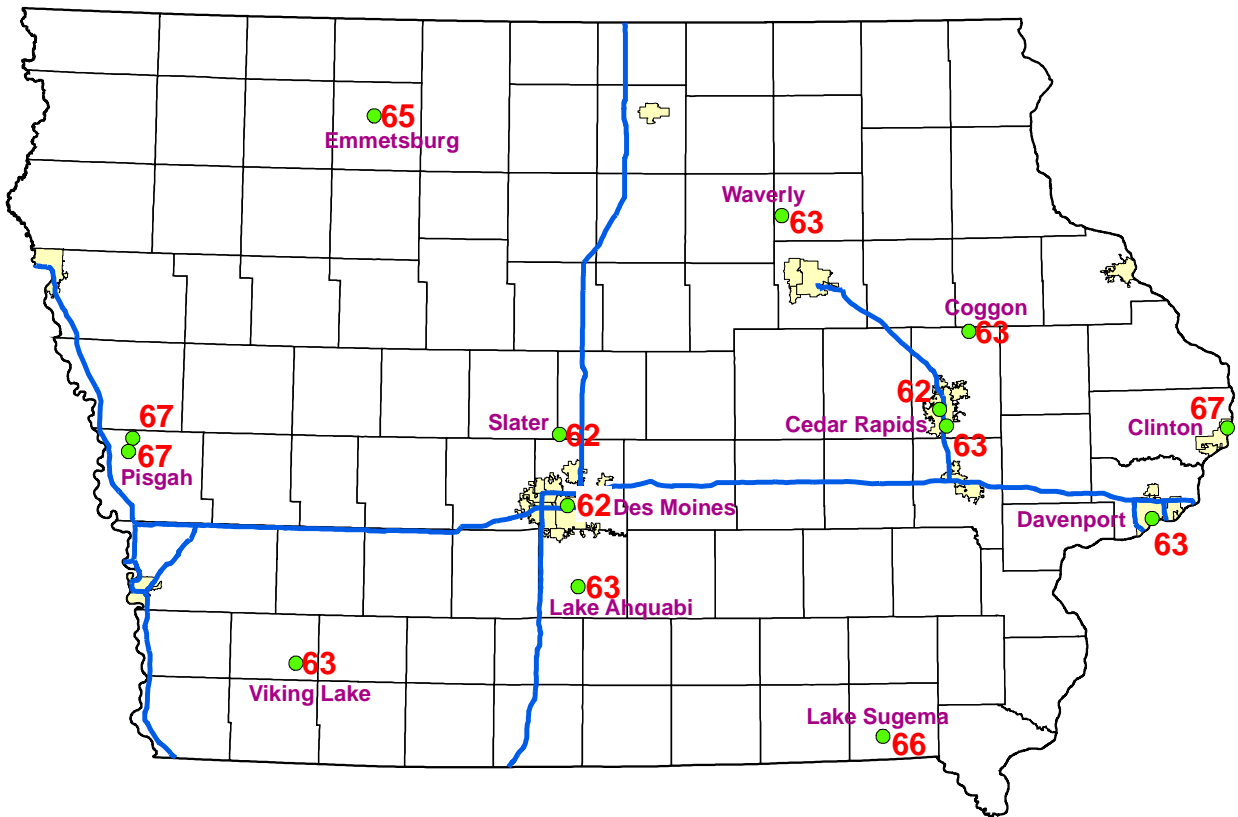 65
Emmetsburg
Waverly
63
Coggon
63
62
Cedar Rapids
63
67
Clinton
Slater
62
67
67
Pisgah
62
Des Moines
Davenport
63
63
Lake Ahquabi
63
Viking Lake
Lake Sugema
66